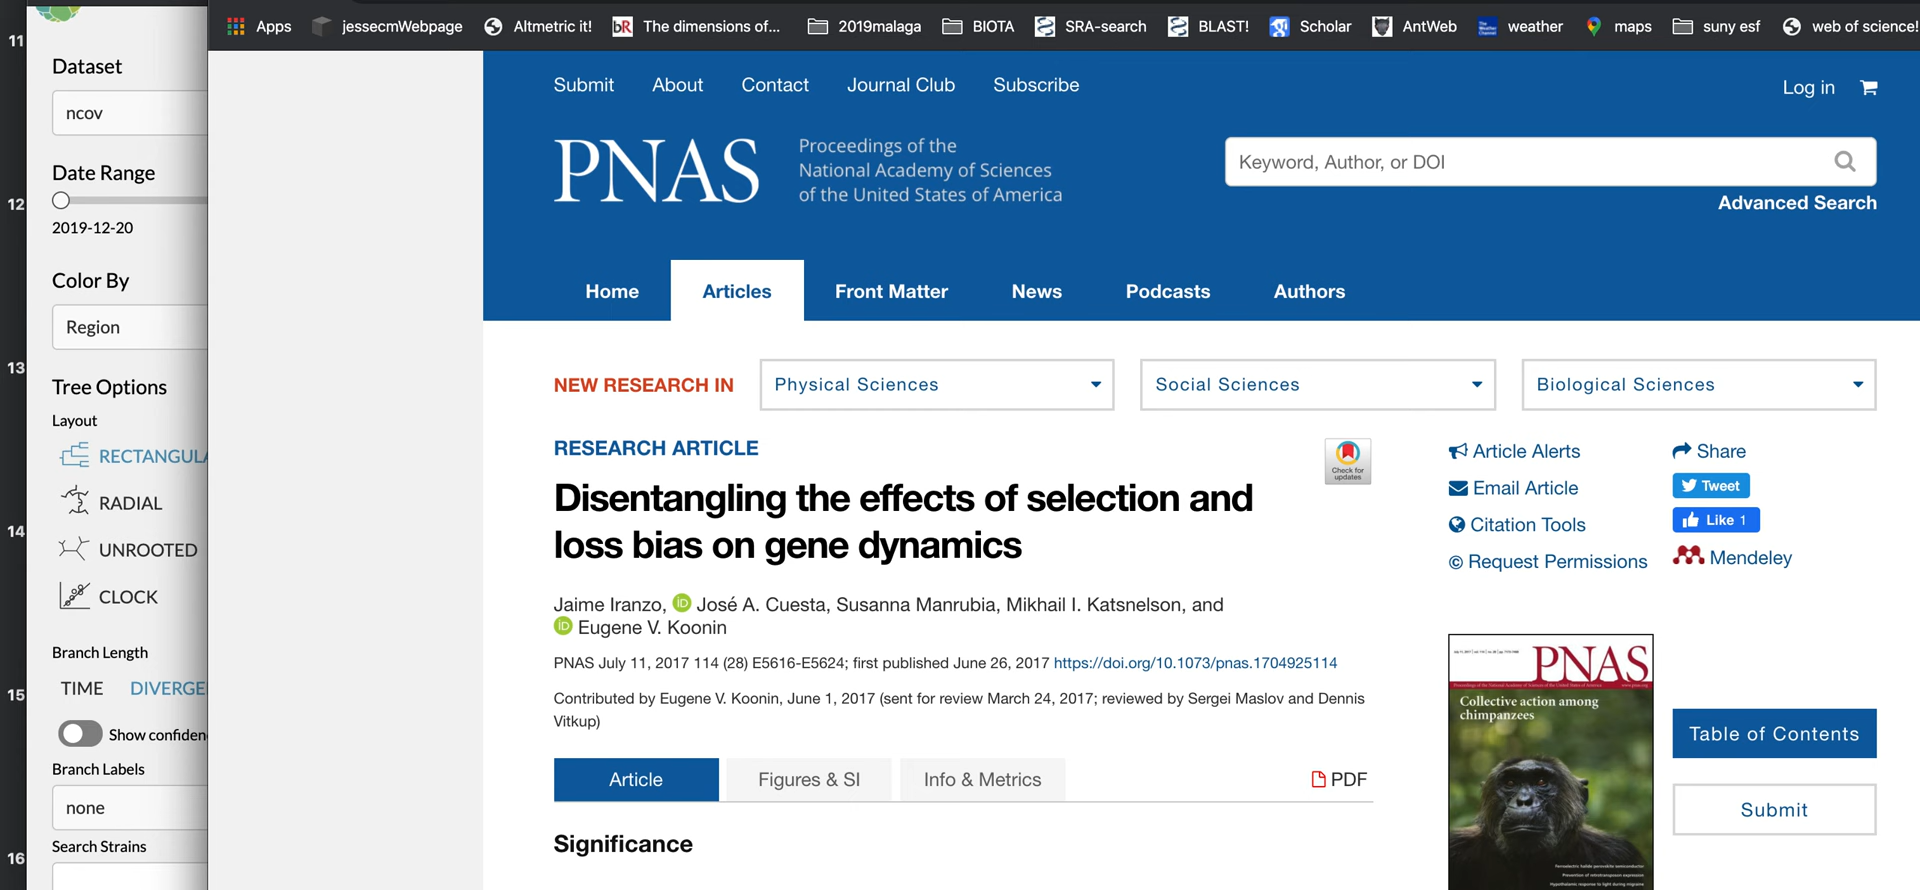 Apps
jessecmWebpage
Altmetric it!
bR
The dimensions of...
2019malaga
BIOTA
SRA-search
BLAST!
Scholar
AntWeb
weather
maps
suny esf
web of science!
11
12
13
14
15
16
Dataset
ncov
Date Range
2019-12-20
Color By
Region
Tree Options
Layout
RECTANGULA
RADIAL
UNROOTED
CLOCK
Branch Length
TIME DIVERGE
Show confiden
Branch Labels
none
Search Strains
Submit About Contact Journal Club Subscribe
Log in
PNAS
Proceedings of the
National Academy of Sciences
of the United States of America
Keyword, Author, or DOI
Advanced Search
Home Articles Front Matter News Podcasts Authors
NEW RESEARCH IN
Physical Sciences
Social Sciences
Biological Sciences
RESEARCH ARTICLE
Check for
updates
Disentangling the effects of selection and
loss bias on gene dynamics
Jaime Iranzo, iD José A. Cuesta, Susanna Manrubia, Mikhail I. Katsnelson, and
iD Eugene V. Koonin
PNAS July 11, 2017 114 (28) E5616-E5624; first published June 26, 2017 https://doi.org/10.1073/pnas.1704925114
Contributed by Eugene V. Koonin, June 1, 2017 (sent for review March 24, 2017; reviewed by Sergei Maslov and Dennis
Vitkup)
Article Figures & SI Info & Metrics
PDF
Significance
Article Alerts
Email Article
Citation Tools
© Request Permissions
Share
Tweet
Like 1
Mendeley
PNAS
Collective action among
chimpanzees
Table of Contents
Submit